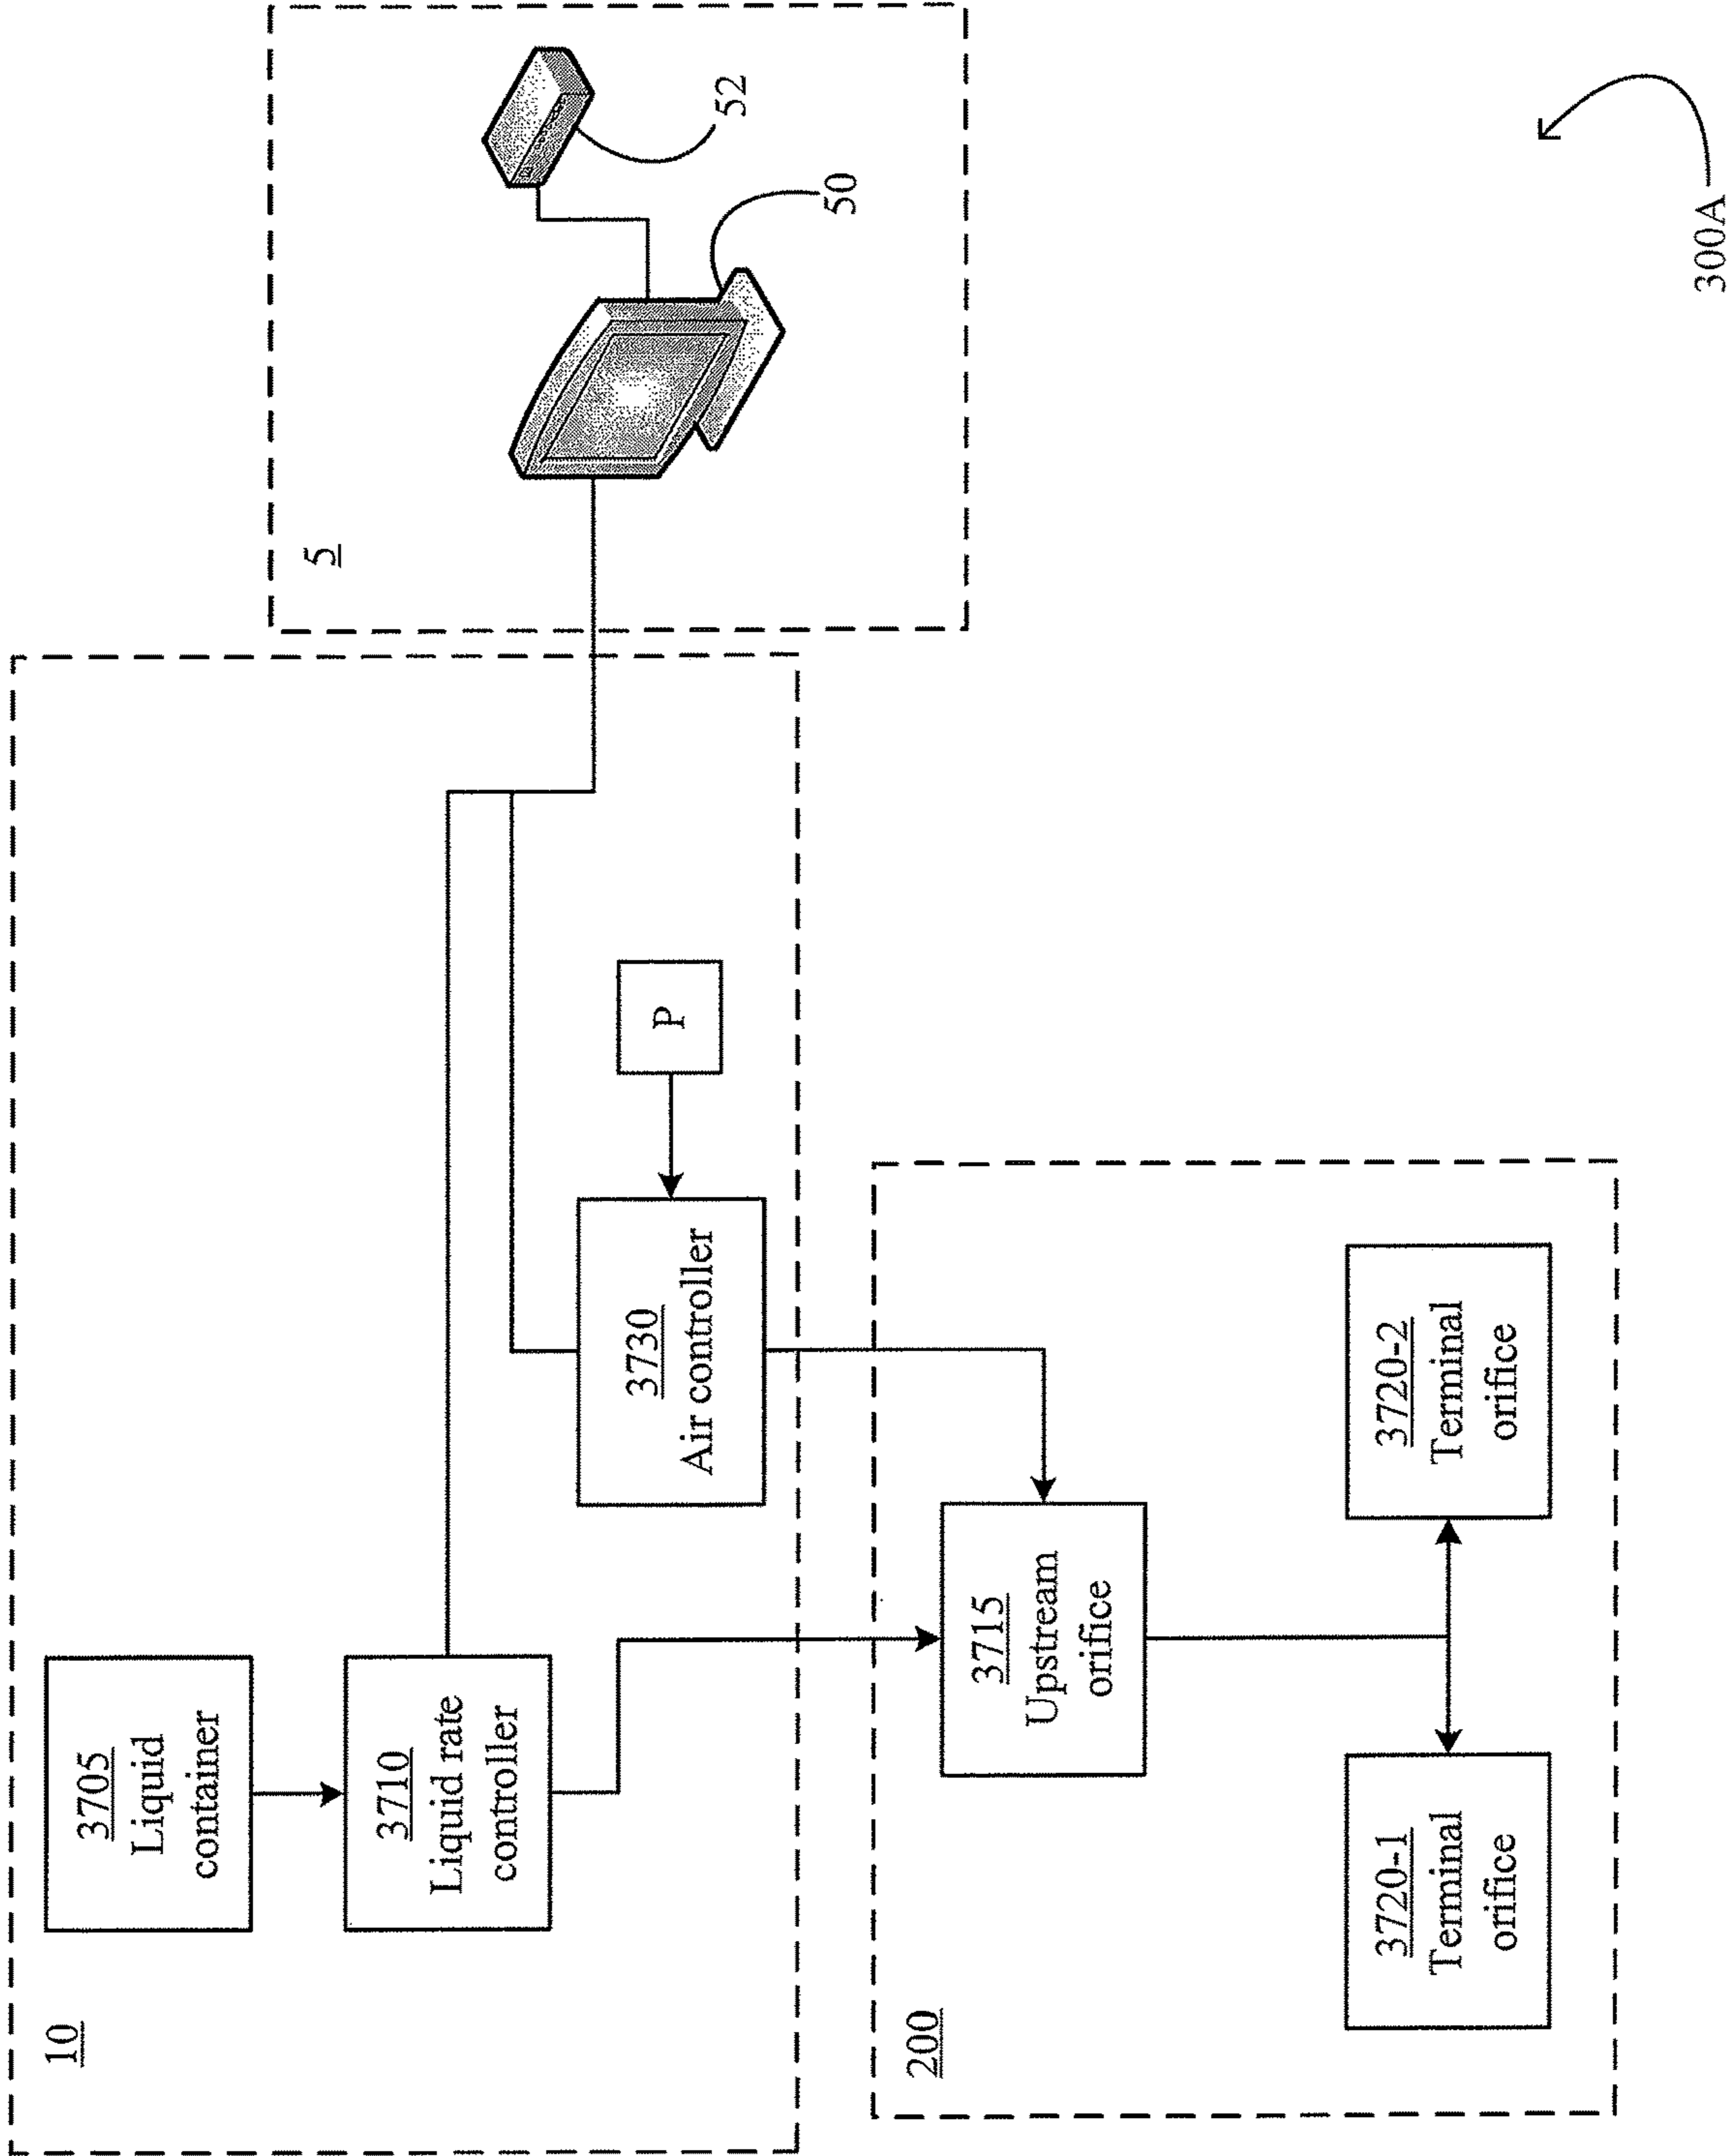 10
3705
Liquid
container
3710
Liquid rate
controller
3730
Air controller
P
5
52
50
200
3715
Upstream
orifice
3720-1
Terminal
orifice
3720-2
Terminal
orifice
300A